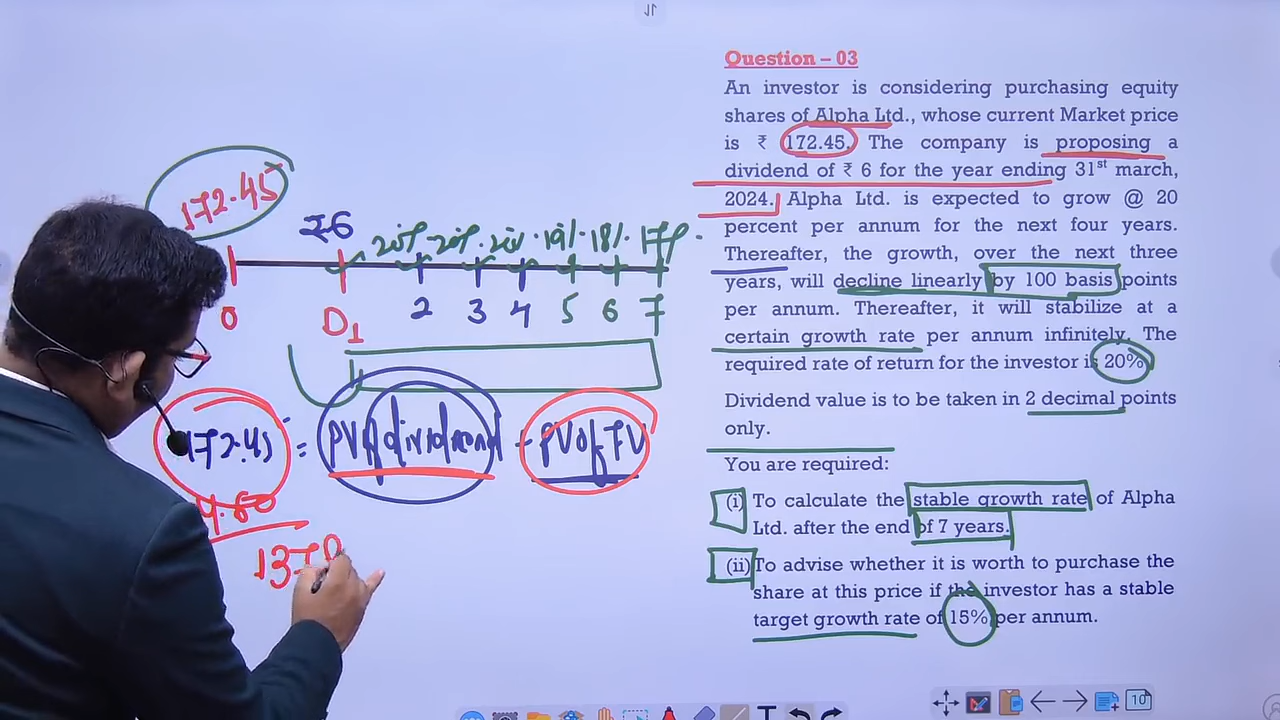 11
172.45
₹6
20% 20% 20% 19% 18% 17%
0 D1 2 3 4 5 6 7
172.45 = PV of dividend + PV of TV
137.
Question – 03
An investor is considering purchasing equity
shares of Alpha Ltd., whose current Market price
is ₹ 172.45. The company is proposing a
dividend of ₹ 6 for the year ending 31st march,
2024. Alpha Ltd. is expected to grow @ 20
percent per annum for the next four years.
Thereafter, the growth, over the next three
years, will decline linearly by 100 basis points
per annum. Thereafter, it will stabilize at a
certain growth rate per annum infinitely. The
required rate of return for the investor is 20%
Dividend value is to be taken in 2 decimal points
only.
You are required:
(i) To calculate the stable growth rate of Alpha
Ltd. after the end of 7 years.
(ii) To advise whether it is worth to purchase the
share at this price if the investor has a stable
target growth rate of 15% per annum.
10